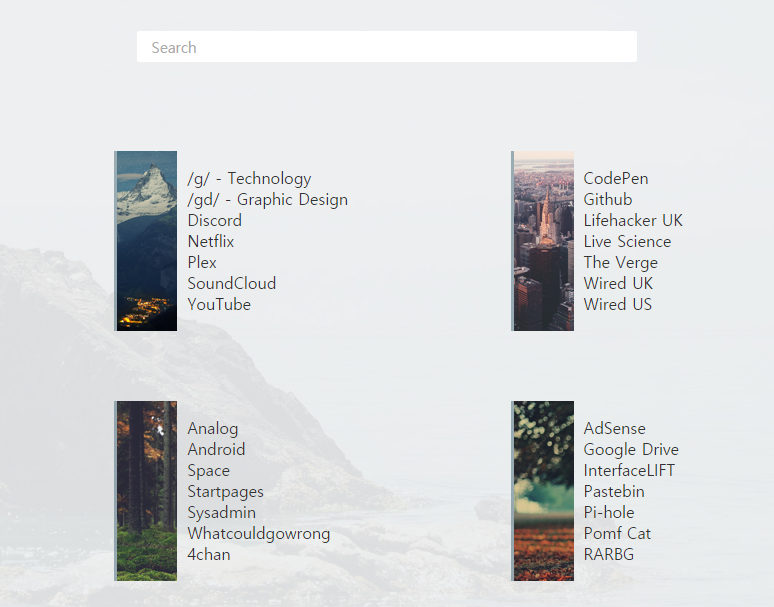 Search
/g/ - Technology
/gd/ - Graphic Design
Discord
Netflix
Plex
SoundCloud
YouTube
CodePen
Github
Lifehacker UK
Live Science
The Verge
Wired UK
Wired US
Analog
Android
Space
Startpages
Sysadmin
Whatcouldgowrong
4chan
AdSense
Google Drive
InterfaceLIFT
Pastebin
Pi-hole
Pomf Cat
RARBG